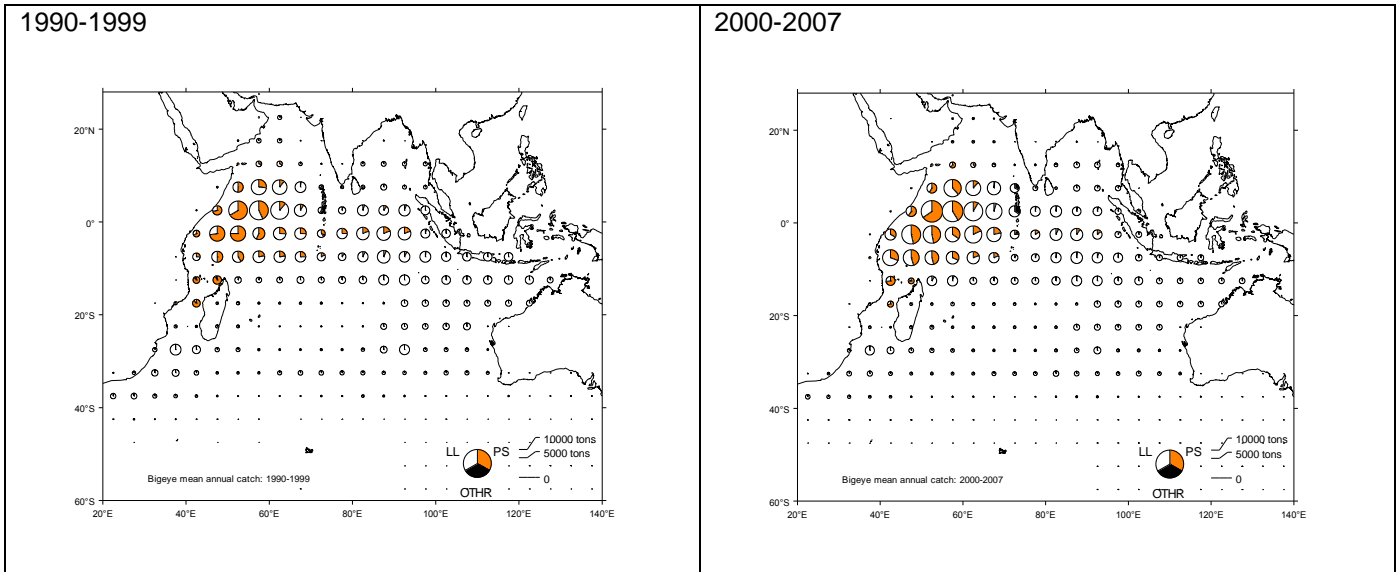 1990-1999
20°N
0°
20°S
40°S
60°S
20°E
40°E
60°E
80°E
100°E
120°E
140°E
LL
PS
OTHR
10000 tons
5000 tons
0
Bigeye mean annual catch: 1990-1999
2000-2007
20°N
0°
20°S
40°S
60°S
20°E
40°E
60°E
80°E
100°E
120°E
140°E
LL
PS
OTHR
10000 tons
5000 tons
0
Bigeye mean annual catch: 2000-2007